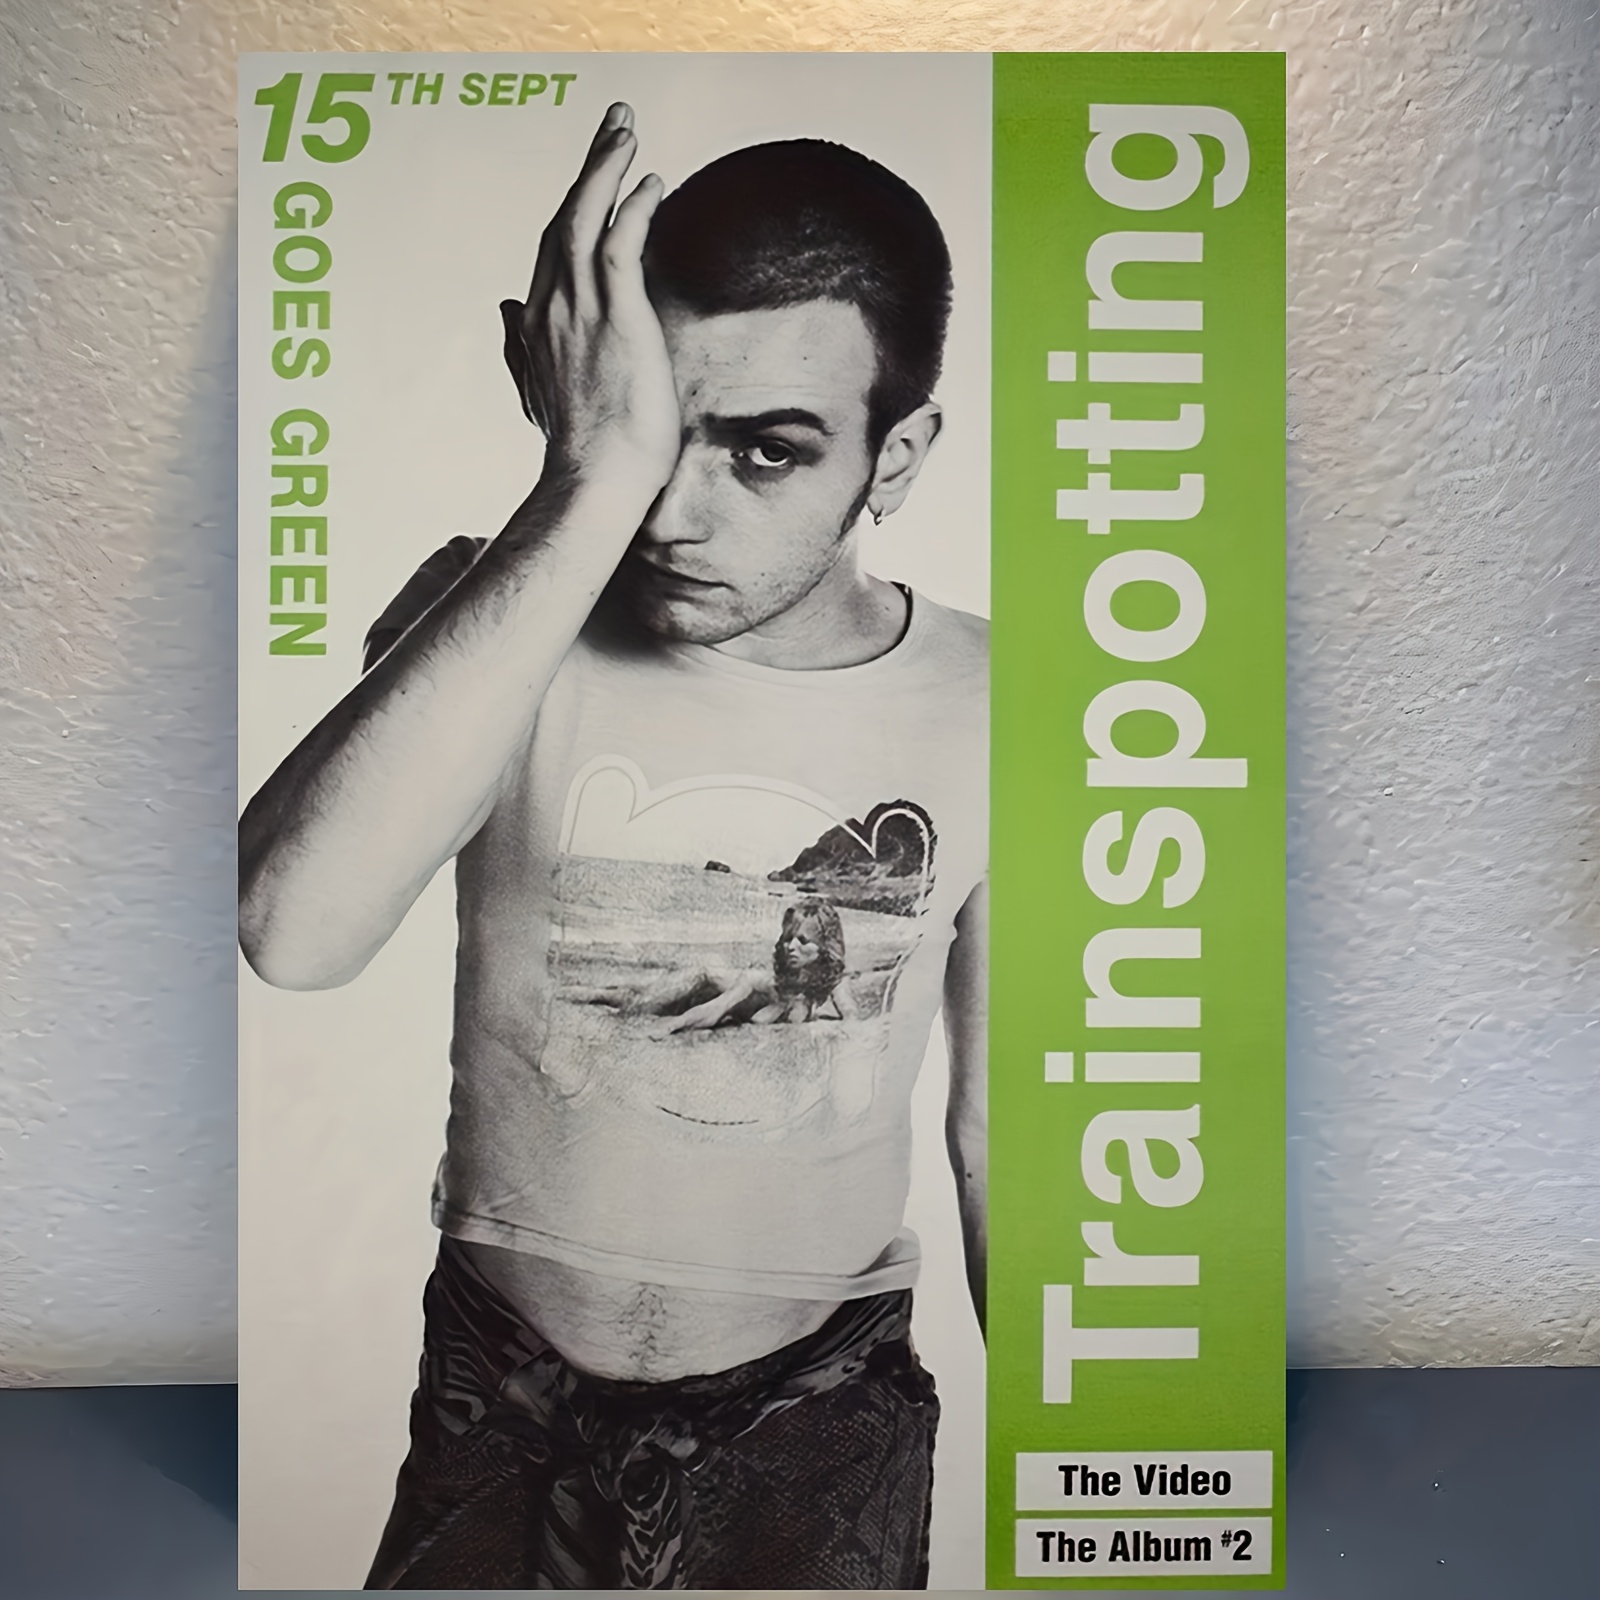 15TH SEPT
GOES GREEN
Trainspotting
The Video
The Album #2